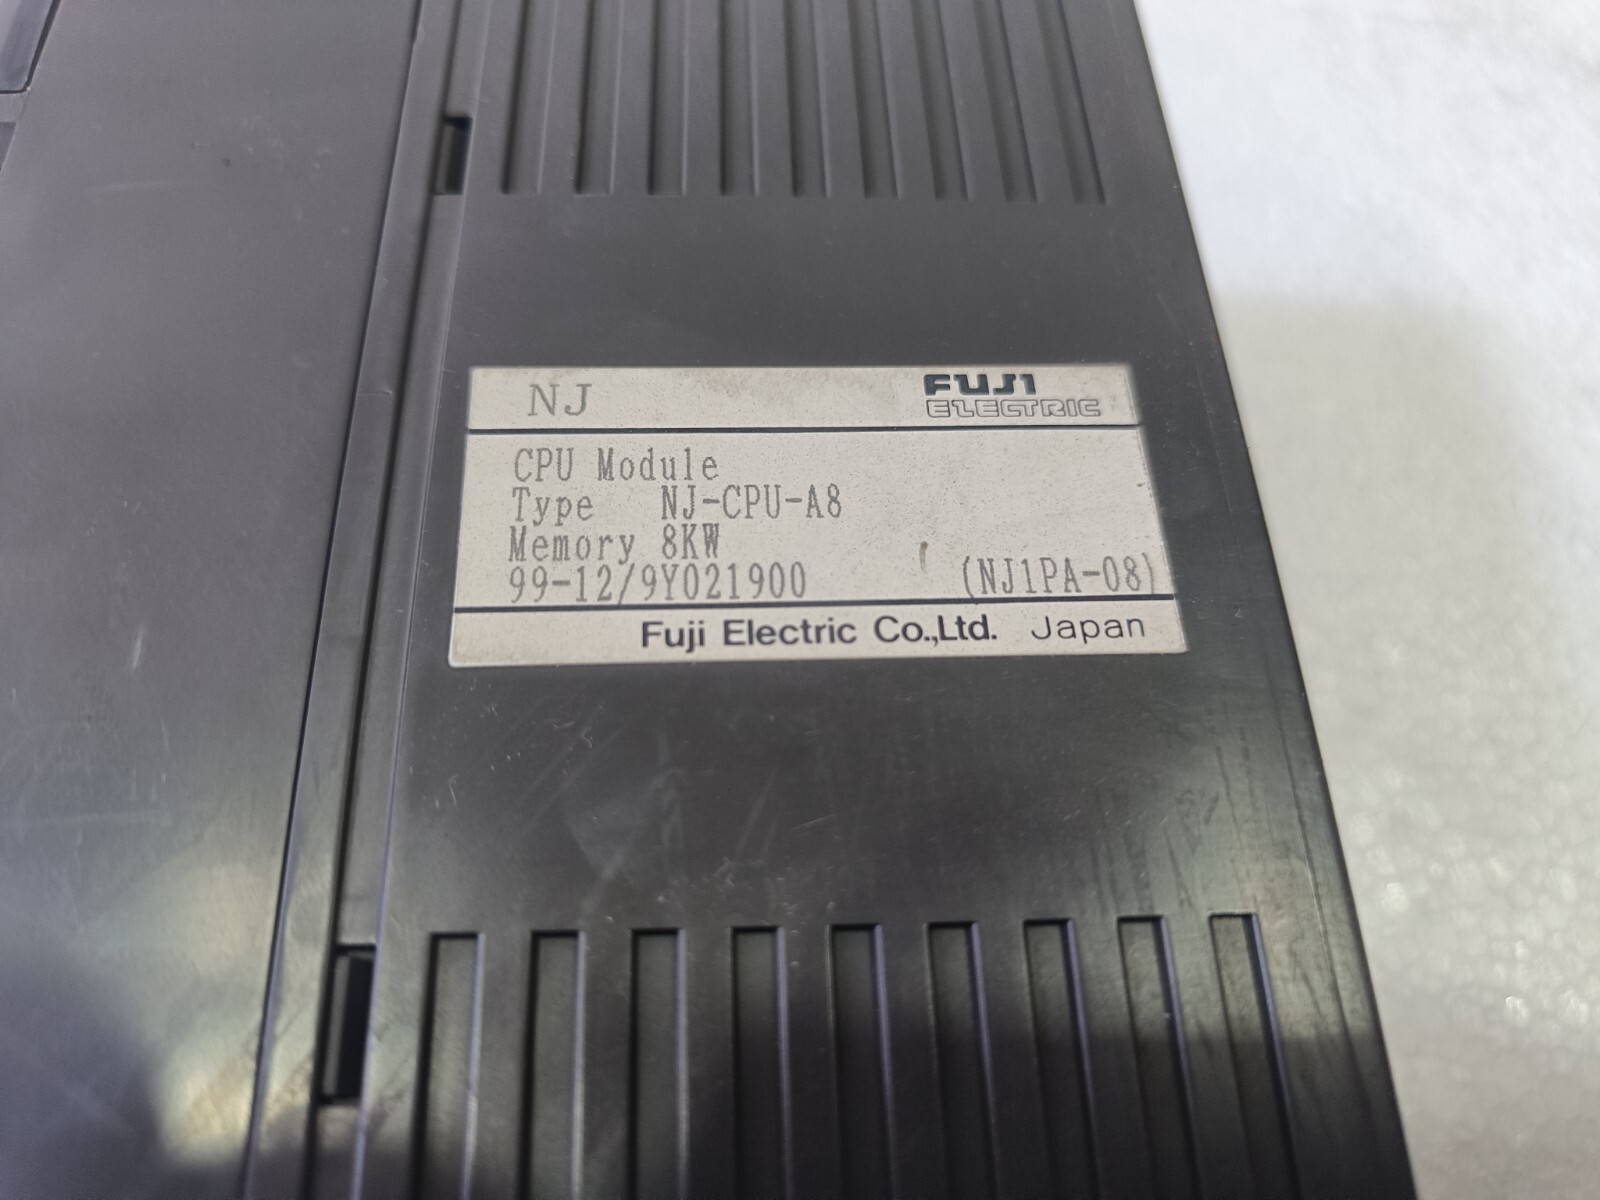 NJ FUJI ELECTRIC
CPU Module
Type NJ-CPU-A8
Memory 8KW
99-12/9Y021900 (NJ1PA-08)
Fuji Electric Co.,Ltd. Japan